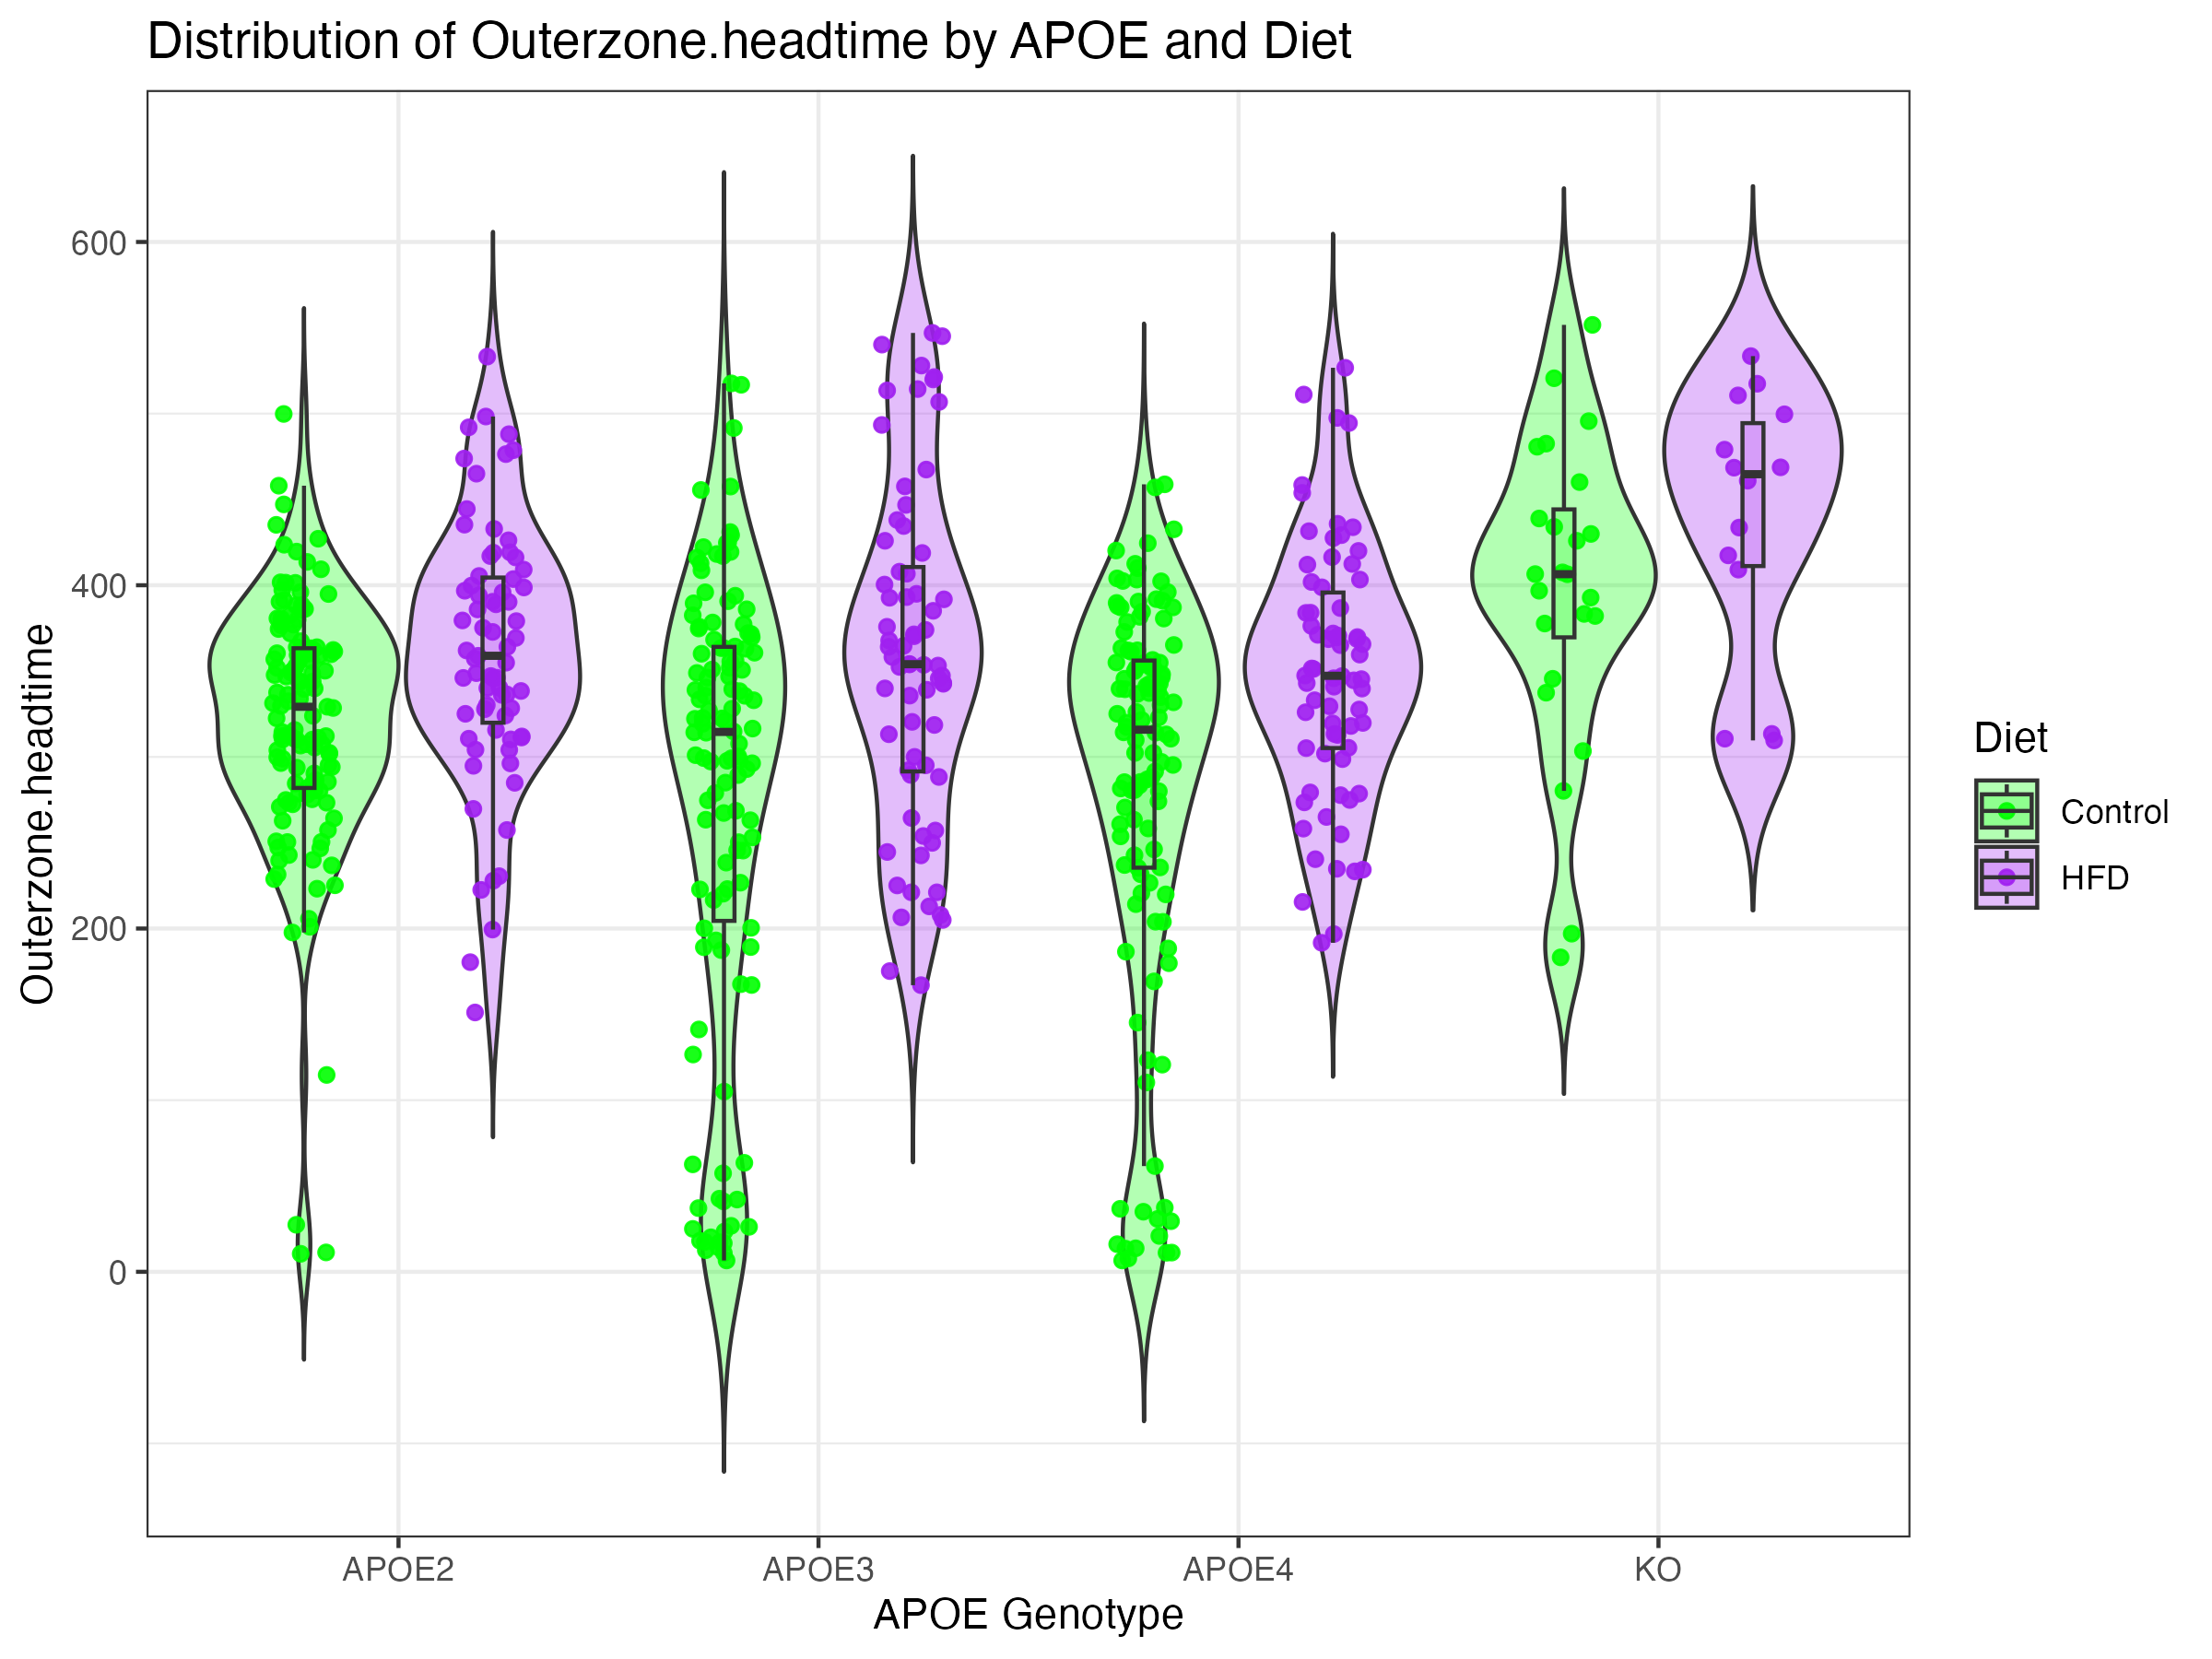 Distribution of Outerzone.headtime by APOE and Diet
Outerzone.headtime
600
400
200
0
APOE2 APOE3 APOE4 KO
APOE Genotype
Diet
Control
HFD